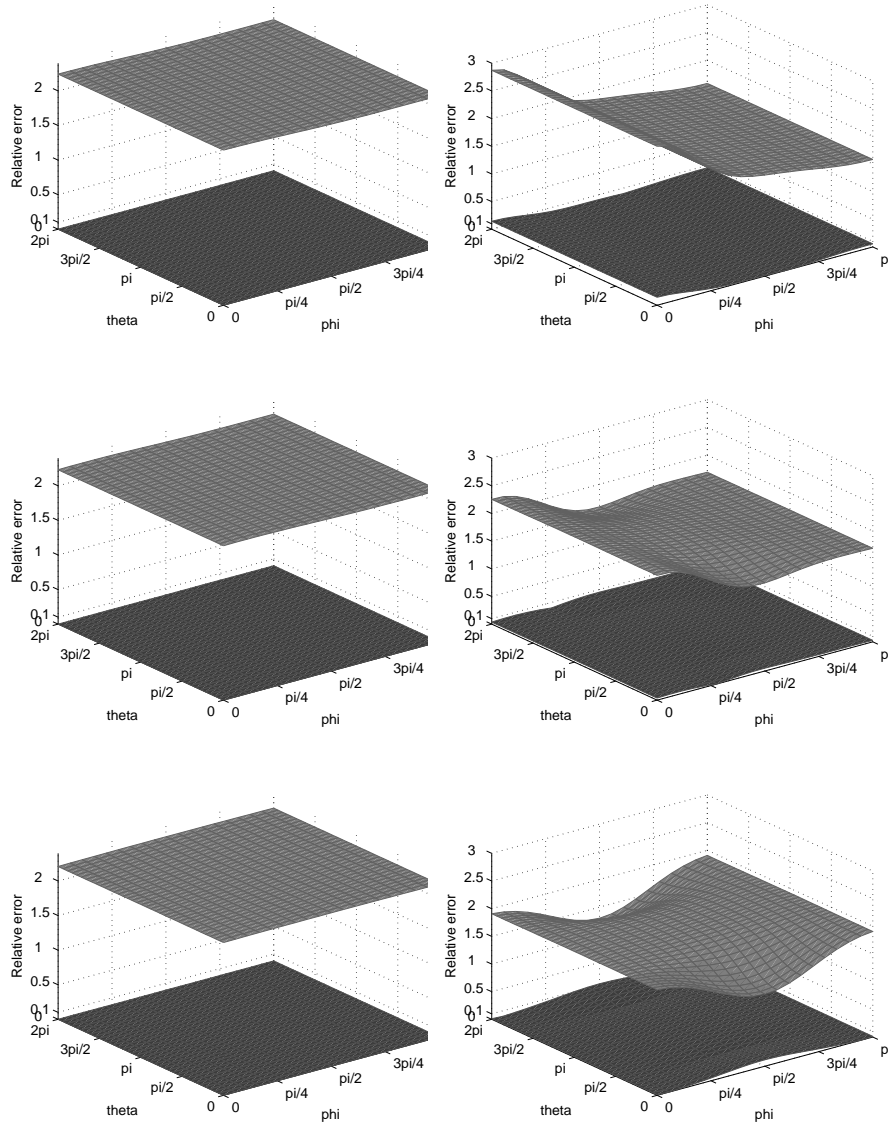 2
1.5
1
0.5
0.1
0
Relative error
2pi
3pi/2
pi
pi/2
0
theta
0
pi/4
pi/2
3pi/4
phi
3
2.5
2
1.5
1
0.5
0.1
0
Relative error
2pi
3pi/2
pi
pi/2
0
theta
0
pi/4
pi/2
3pi/4
p
phi
2
1.5
1
0.5
0.1
0
Relative error
2pi
3pi/2
pi
pi/2
0
theta
0
pi/4
pi/2
3pi/4
phi
3
2.5
2
1.5
1
0.5
0.1
0
Relative error
2pi
3pi/2
pi
pi/2
0
theta
0
pi/4
pi/2
3pi/4
p
phi
2
1.5
1
0.5
0.1
0
Relative error
2pi
3pi/2
pi
pi/2
0
theta
0
pi/4
pi/2
3pi/4
phi
3
2.5
2
1.5
1
0.5
0.1
0
Relative error
2pi
3pi/2
pi
pi/2
0
theta
0
pi/4
pi/2
3pi/4
p
phi